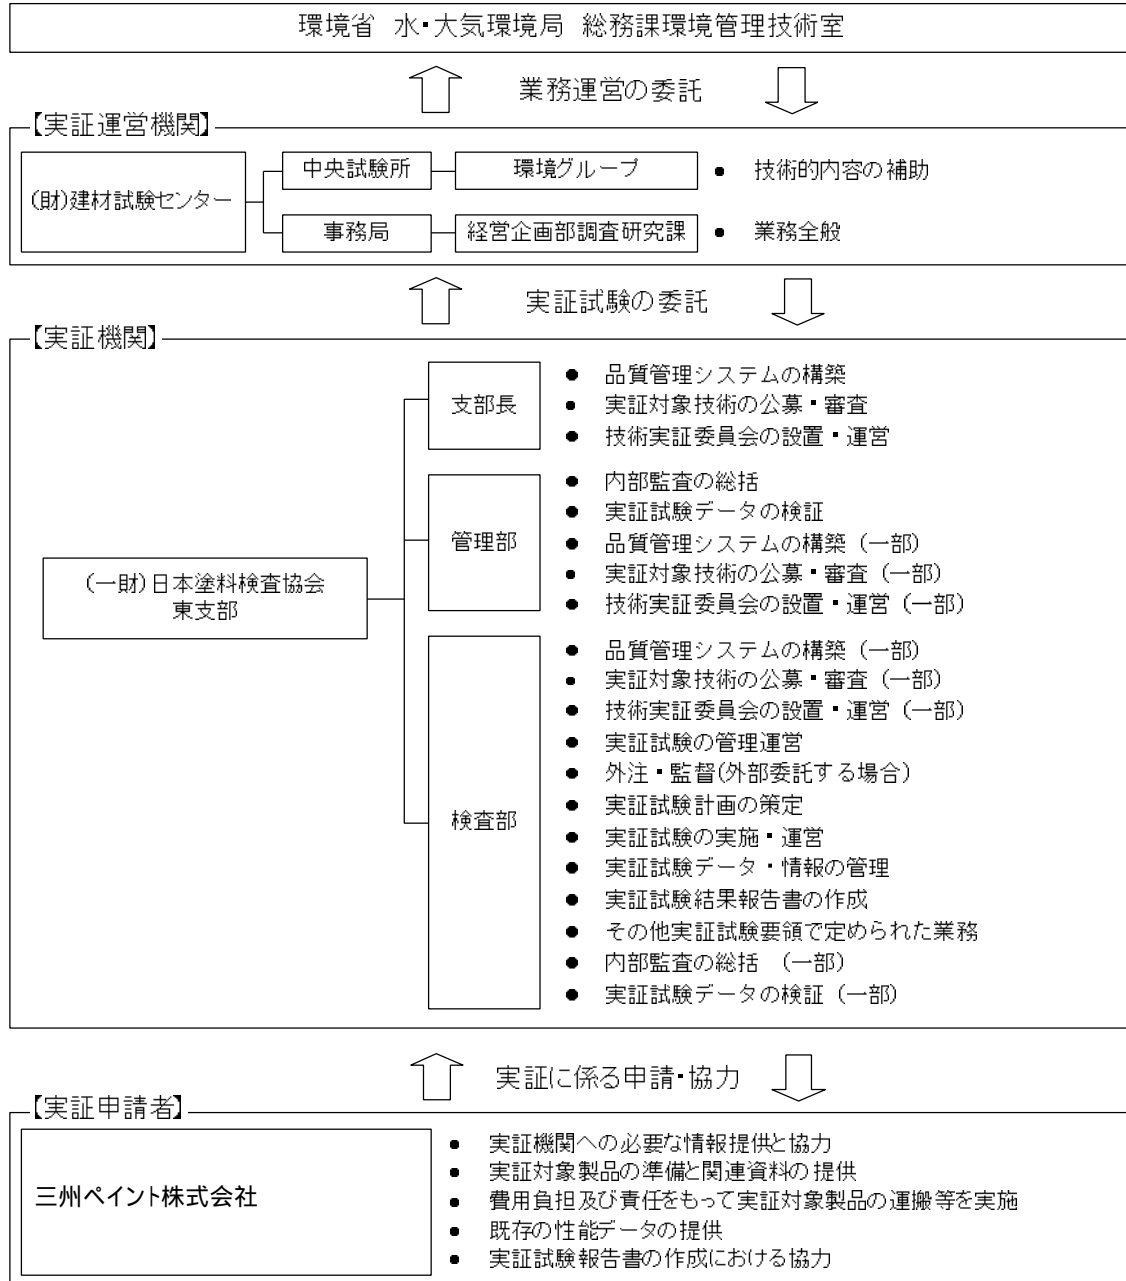 環境省 水・大気環境局 総務課環境管理技術室
業務運営の委託
【実証運営機関】
(財)建材試験センター
中央試験所
環境グループ
● 技術的内容の補助
事務局
経営企画部調査研究課
● 業務全般
実証試験の委託
【実証機関】
(一財)日本塗料検査協会
東支部
支部長
● 品質管理システムの構築
● 実証対象技術の公募・審査
● 技術実証委員会の設置・運営
管理部
● 内部監査の総括
● 実証試験データの検証
● 品質管理システムの構築（一部）
● 実証対象技術の公募・審査（一部）
● 技術実証委員会の設置・運営（一部）
検査部
● 品質管理システムの構築（一部）
● 実証対象技術の公募・審査（一部）
● 技術実証委員会の設置・運営（一部）
● 実証試験の管理運営
● 外注・監督(外部委託する場合)
● 実証試験計画の策定
● 実証試験の実施・運営
● 実証試験データ・情報の管理
● 実証試験結果報告書の作成
● その他実証試験要領で定められた業務
● 内部監査の総括 （一部）
● 実証試験データの検証（一部）
実証に係る申請・協力
【実証申請者】
三州ペイント株式会社
● 実証機関への必要な情報提供と協力
● 実証対象製品の準備と関連資料の提供
● 費用負担及び責任をもって実証対象製品の運搬等を実施
● 既存の性能データの提供
● 実証試験報告書の作成における協力